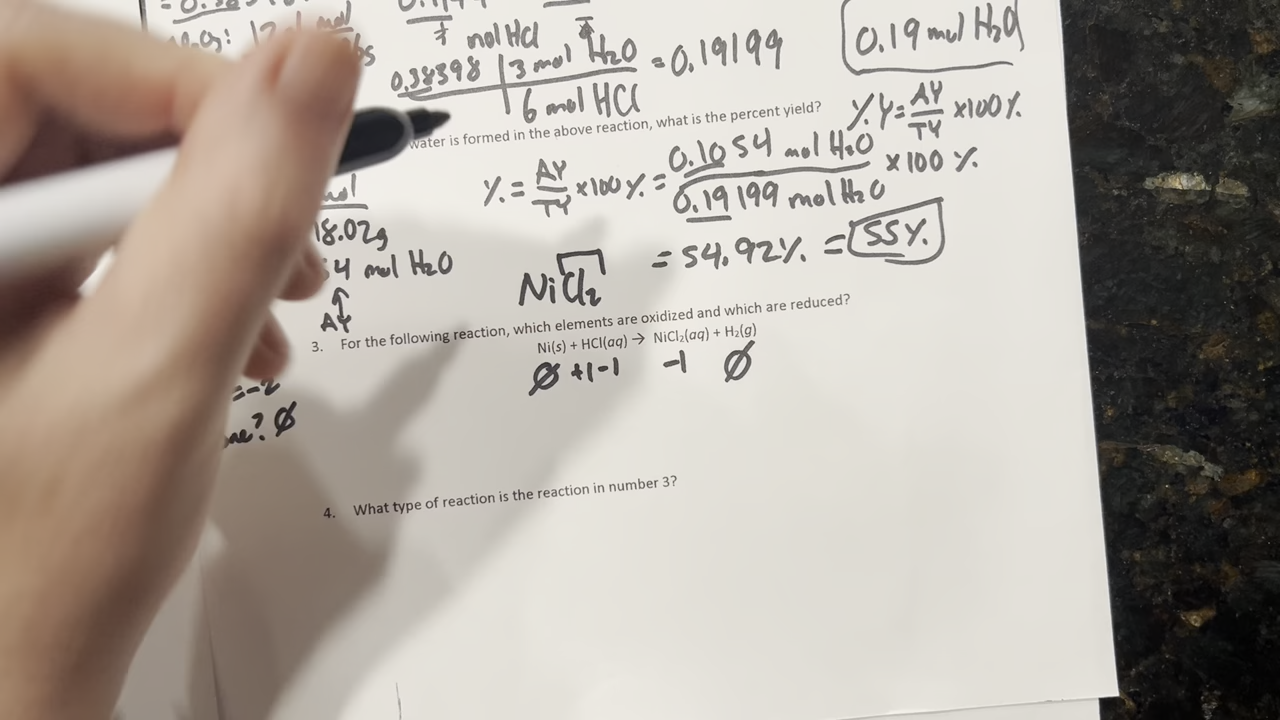 mol
mol HCl
0.38398 | 3 mol H₂O = 0.19199
6 mol HCl
0.19 mol H₂O
water is formed in the above reaction, what is the percent yield?
% Y = AY/TY ×100%
% = AY/TY ×100% = 0.1054 mol H₂O / 0.19199 mol H₂O ×100%
18.02g
4 mol H₂O
AY
= 54.92% = 55%
NiCl₂
3. For the following reaction, which elements are oxidized and which are reduced?
Ni(s) + HCl(aq) → NiCl₂(aq) + H₂(g)
Ø +1 -1 -1 Ø
=-2
Ø
4. What type of reaction is the reaction in number 3?